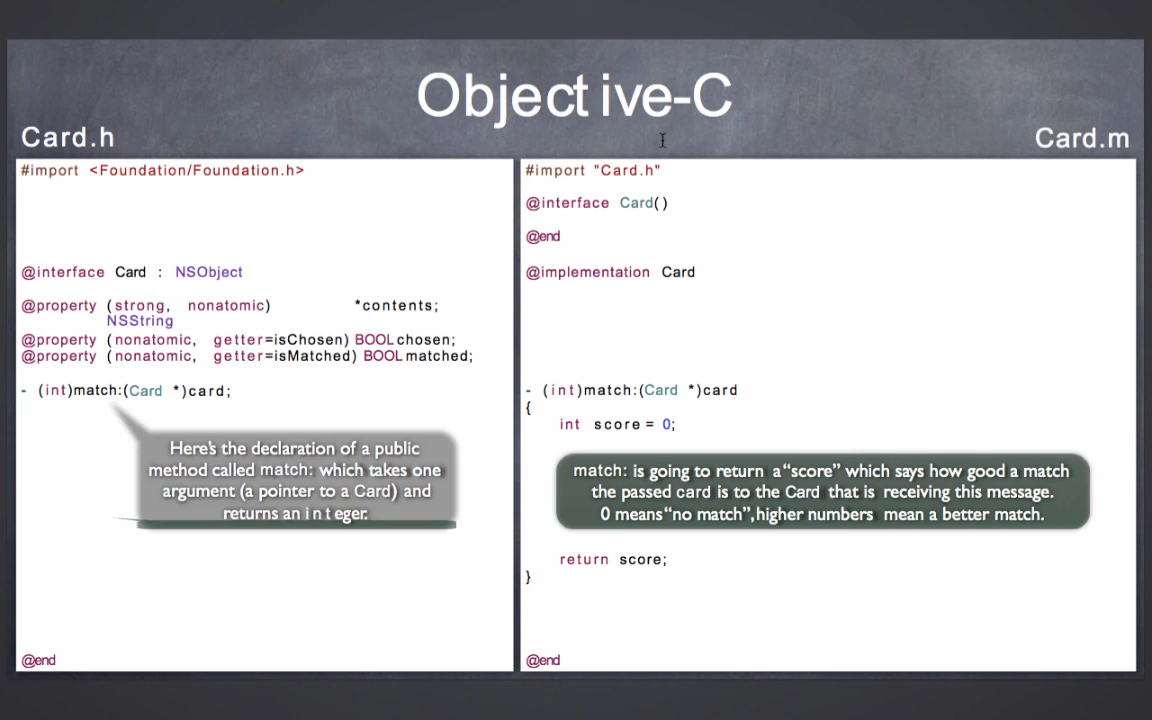 Objective-C
Card.h
Card.m
#import <Foundation/Foundation.h>
@interface Card : NSObject
@property (strong, nonatomic) *contents;
NSString
@property (nonatomic, getter=isChosen) BOOL chosen;
@property (nonatomic, getter=isMatched) BOOL matched;
- (int)match:(Card *)card;
Here's the declaration of a public
method called match: which takes one
argument (a pointer to a Card) and
returns an integer.
@end
#import "Card.h"
@interface Card()
@end
@implementation Card
- (int)match:(Card *)card
{
int score = 0;
match: is going to return a “score” which says how good a match
the passed card is to the Card that is receiving this message.
0 means “no match”, higher numbers mean a better match.
return score;
}
@end